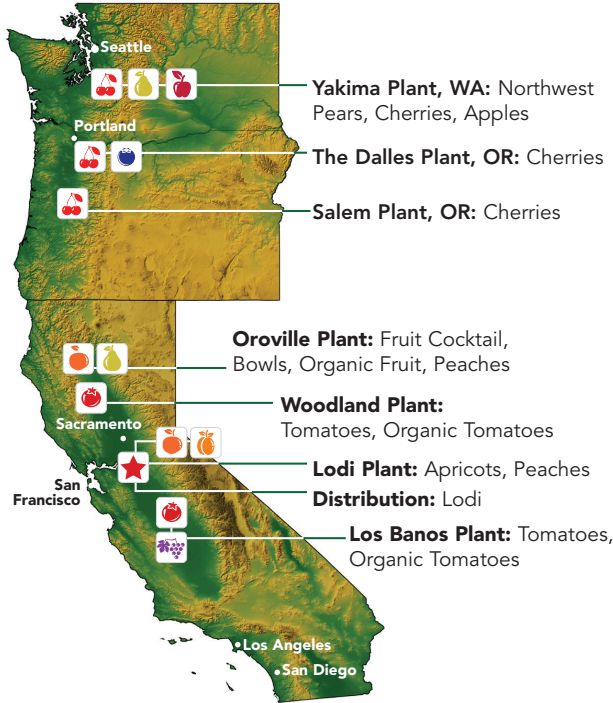 Seattle
Yakima Plant, WA: Northwest
Pears, Cherries, Apples
Portland
The Dalles Plant, OR: Cherries
Salem Plant, OR: Cherries
Oroville Plant: Fruit Cocktail,
Bowls, Organic Fruit, Peaches
Woodland Plant:
Tomatoes, Organic Tomatoes
Sacramento
Lodi Plant: Apricots, Peaches
San
Francisco
Distribution: Lodi
Los Banos Plant: Tomatoes,
Organic Tomatoes
Los Angeles
San Diego